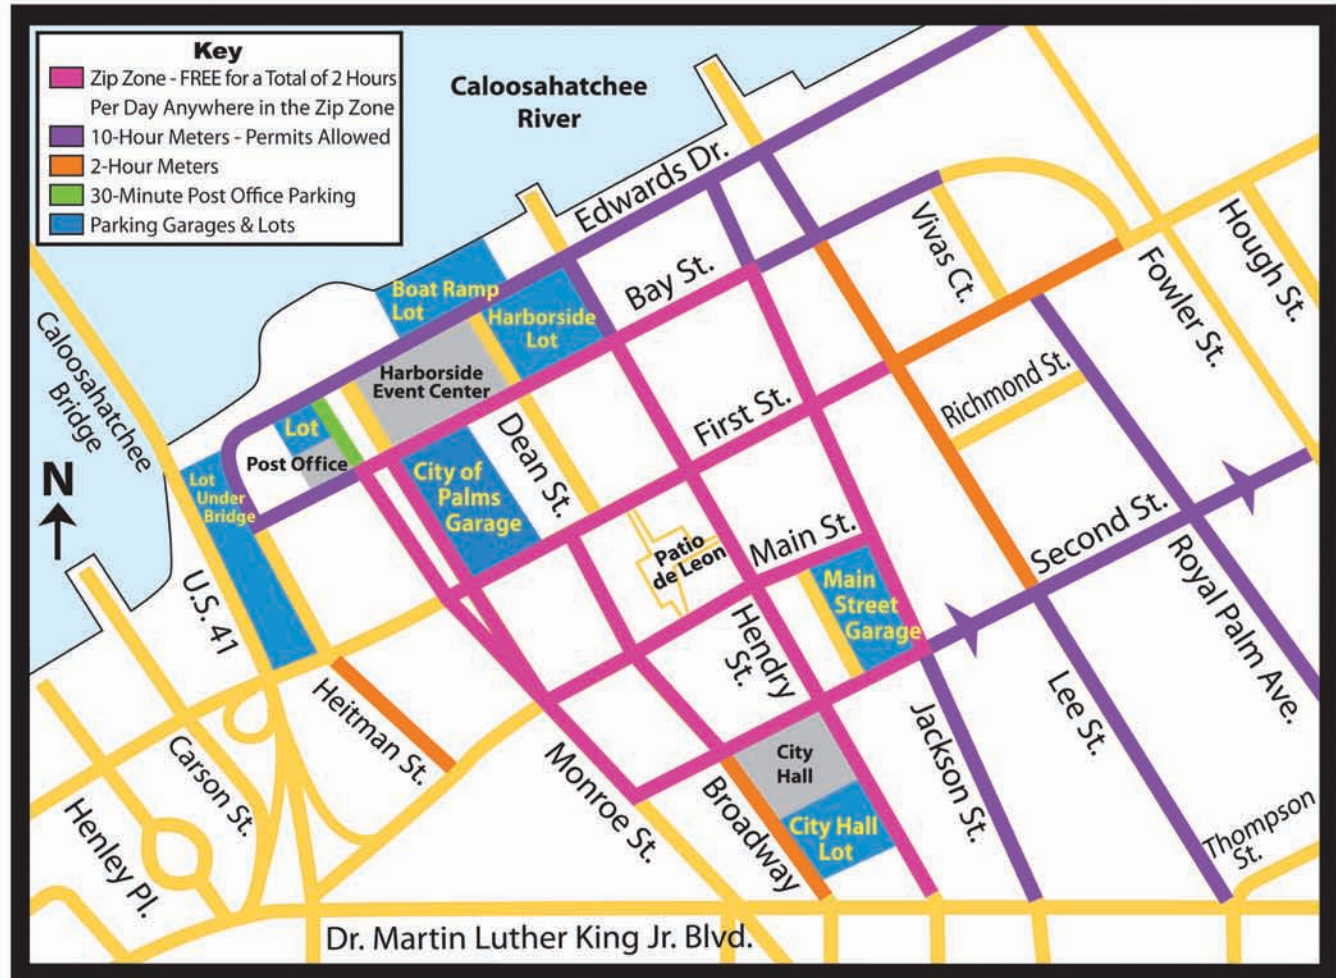 Key
Zip Zone - FREE for a Total of 2 Hours
Per Day Anywhere in the Zip Zone
10-Hour Meters - Permits Allowed
2-Hour Meters
30-Minute Post Office Parking
Parking Garages & Lots
Caloosahatchee
River
Edwards Dr.
Bay St.
Vivas Ct.
Hough St.
Fowler St.
Boat Ramp
Lot
Harborside
Lot
Caloosahatchee
Bridge
Harborside
Event Center
Richmond St.
First St.
Lot
Post Office
Dean St.
City of
Palms
Garage
Lot
Under
Bridge
N
Second St.
Main St.
Patio
de Leon
Main
Street
Garage
U.S. 41
Hendry
St.
Royal Palm Ave.
Heitman St.
Lee St.
Jackson St.
Carson St.
City
Hall
Monroe St.
Broadway
Henley Pl.
City Hall
Lot
Thompson
St.
Dr. Martin Luther King Jr. Blvd.